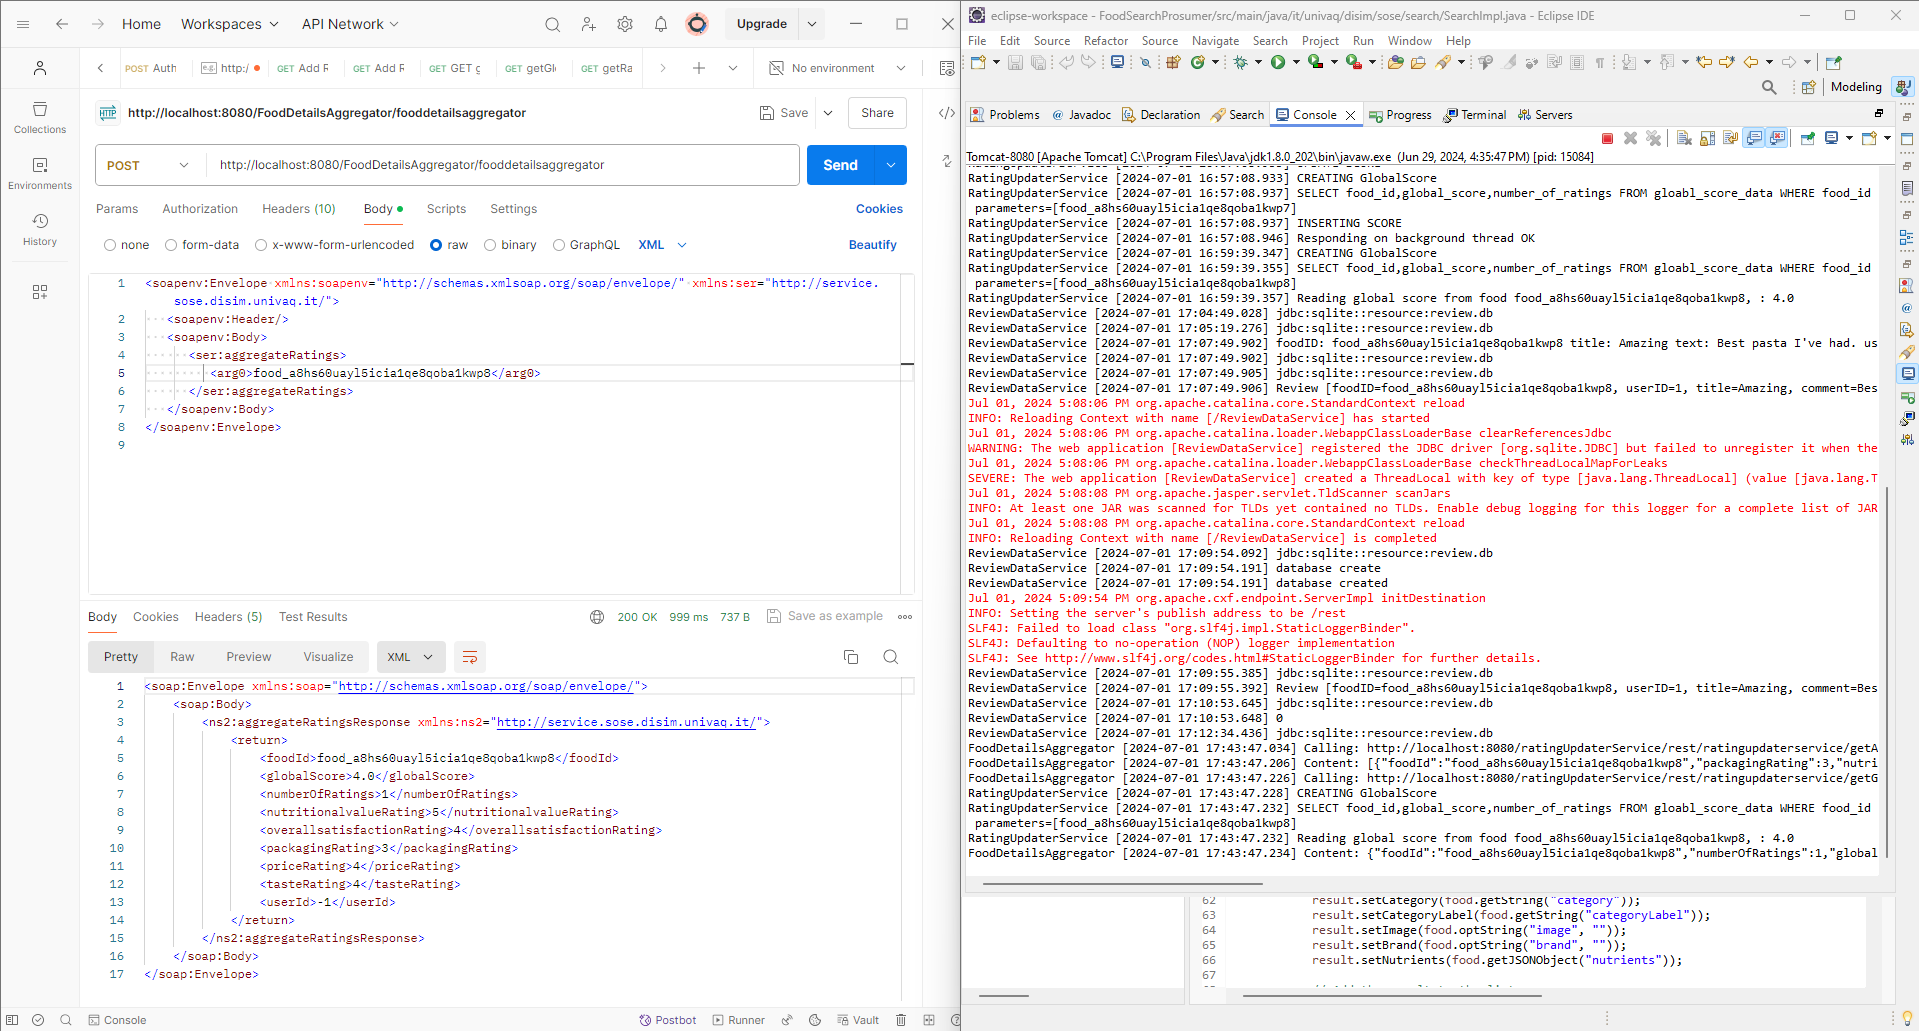 Home Workspaces API Network Upgrade
POST Auth http:/ GET Add R GET Add R GET GET g GET getGl GET getRa No environment
http://localhost:8080/FoodDetailsAggregator/fooddetailsaggregator Save Share
POST http://localhost:8080/FoodDetailsAggregator/fooddetailsaggregator Send
Params Authorization Headers (10) Body Scripts Settings Cookies
none form-data x-www-form-urlencoded raw binary GraphQL XML Beautify
Collections
Environments
History
1 <soapenv:Envelope xmlns:soapenv="http://schemas.xmlsoap.org/soap/envelope/" xmlns:ser="http://service.
sose.disim.univaq.it/">
2 <soapenv:Header/>
3 <soapenv:Body>
4 <ser:aggregateRatings>
5 <arg0>food_a8hs60uayl5icia1qe8qoba1kwp8</arg0>
6 </ser:aggregateRatings>
7 </soapenv:Body>
8 </soapenv:Envelope>
9
Body Cookies Headers (5) Test Results 200 OK 999 ms 737 B Save as example
Pretty Raw Preview Visualize XML
1 <soap:Envelope xmlns:soap="http://schemas.xmlsoap.org/soap/envelope/">
2 <soap:Body>
3 <ns2:aggregateRatingsResponse xmlns:ns2="http://service.sose.disim.univaq.it/">
4 <return>
5 <foodId>food_a8hs60uayl5icia1qe8qoba1kwp8</foodId>
6 <globalScore>4.0</globalScore>
7 <numberOfRatings>1</numberOfRatings>
8 <nutritionalvalueRating>5</nutritionalvalueRating>
9 <overallsatisfactionRating>4</overallsatisfactionRating>
10 <packagingRating>3</packagingRating>
11 <priceRating>4</priceRating>
12 <tasteRating>4</tasteRating>
13 <userId>-1</userId>
14 </return>
15 </ns2:aggregateRatingsResponse>
16 </soap:Body>
17 </soap:Envelope>
Console Postbot Runner Vault
eclipse-workspace - FoodSearchProsumer/src/main/java/it/univaq/disim/sose/search/SearchImpl.java - Eclipse IDE
File Edit Source Refactor Source Navigate Search Project Run Window Help
Modeling
Problems @ Javadoc Declaration Search Console Progress Terminal Servers
Tomcat-8080 [Apache Tomcat] C:\Program Files\Java\jdk1.8.0_202\bin\javaw.exe (Jun 29, 2024, 4:35:47 PM) [pid: 15084]
RatingUpdaterService [2024-07-01 16:57:08.933] CREATING GlobalScore
RatingUpdaterService [2024-07-01 16:57:08.937] SELECT food_id,global_score,number_of_ratings FROM gloabl_score_data WHERE food_id
parameters=[food_a8hs60uayl5icia1qe8qoba1kwp7]
RatingUpdaterService [2024-07-01 16:57:08.937] INSERTING SCORE
RatingUpdaterService [2024-07-01 16:57:08.946] Responding on background thread OK
RatingUpdaterService [2024-07-01 16:59:39.347] CREATING GlobalScore
RatingUpdaterService [2024-07-01 16:59:39.355] SELECT food_id,global_score,number_of_ratings FROM gloabl_score_data WHERE food_id
parameters=[food_a8hs60uayl5icia1qe8qoba1kwp8]
RatingUpdaterService [2024-07-01 16:59:39.357] Reading global score from food food_a8hs60uayl5icia1qe8qoba1kwp8, : 4.0
ReviewDataService [2024-07-01 17:04:49.028] jdbc:sqlite::resource:review.db
ReviewDataService [2024-07-01 17:05:19.276] jdbc:sqlite::resource:review.db
ReviewDataService [2024-07-01 17:07:49.902] foodID: food_a8hs60uayl5icia1qe8qoba1kwp8 title: Amazing text: Best pasta I've had. us
ReviewDataService [2024-07-01 17:07:49.902] jdbc:sqlite::resource:review.db
ReviewDataService [2024-07-01 17:07:49.905] jdbc:sqlite::resource:review.db
ReviewDataService [2024-07-01 17:07:49.906] Review [foodID=food_a8hs60uayl5icia1qe8qoba1kwp8, userID=1, title=Amazing, comment=Bes
Jul 01, 2024 5:08:06 PM org.apache.catalina.core.StandardContext reload
INFO: Reloading Context with name [/ReviewDataService] has started
Jul 01, 2024 5:08:06 PM org.apache.catalina.loader.WebappClassLoaderBase clearReferencesJdbc
WARNING: The web application [ReviewDataService] registered the JDBC driver [org.sqlite.JDBC] but failed to unregister it when the
Jul 01, 2024 5:08:06 PM org.apache.catalina.loader.WebappClassLoaderBase checkThreadLocalMapForLeaks
SEVERE: The web application [ReviewDataService] created a ThreadLocal with key of type [java.lang.ThreadLocal] (value [java.lang.T
Jul 01, 2024 5:08:08 PM org.apache.jasper.servlet.TldScanner scanJars
INFO: At least one JAR was scanned for TLDs yet contained no TLDs. Enable debug logging for this logger for a complete list of JAR
Jul 01, 2024 5:08:08 PM org.apache.catalina.core.StandardContext reload
INFO: Reloading Context with name [/ReviewDataService] is completed
ReviewDataService [2024-07-01 17:09:54.092] jdbc:sqlite::resource:review.db
ReviewDataService [2024-07-01 17:09:54.191] database create
ReviewDataService [2024-07-01 17:09:54.191] database created
Jul 01, 2024 5:09:54 PM org.apache.cxf.endpoint.ServerImpl initDestination
INFO: Setting the server's publish address to be /rest
SLF4J: Failed to load class "org.slf4j.impl.StaticLoggerBinder".
SLF4J: Defaulting to no-operation (NOP) logger implementation
SLF4J: See http://www.slf4j.org/codes.html#StaticLoggerBinder for further details.
ReviewDataService [2024-07-01 17:09:55.385] jdbc:sqlite::resource:review.db
ReviewDataService [2024-07-01 17:09:55.392] Review [foodID=food_a8hs60uayl5icia1qe8qoba1kwp8, userID=1, title=Amazing, comment=Bes
ReviewDataService [2024-07-01 17:10:53.645] jdbc:sqlite::resource:review.db
ReviewDataService [2024-07-01 17:10:53.648] 0
ReviewDataService [2024-07-01 17:12:34.436] jdbc:sqlite::resource:review.db
FoodDetailsAggregator [2024-07-01 17:43:47.034] Calling: http://localhost:8080/ratingUpdaterService/rest/ratingupdaterservice/getA
FoodDetailsAggregator [2024-07-01 17:43:47.206] Content: [{"foodId":"food_a8hs60uayl5icia1qe8qoba1kwp8","packagingRating":3,"nutri
FoodDetailsAggregator [2024-07-01 17:43:47.226] Calling: http://localhost:8080/ratingUpdaterService/rest/ratingupdaterservice/getG
RatingUpdaterService [2024-07-01 17:43:47.228] CREATING GlobalScore
RatingUpdaterService [2024-07-01 17:43:47.232] SELECT food_id,global_score,number_of_ratings FROM gloabl_score_data WHERE food_id
parameters=[food_a8hs60uayl5icia1qe8qoba1kwp8]
RatingUpdaterService [2024-07-01 17:43:47.232] Reading global score from food food_a8hs60uayl5icia1qe8qoba1kwp8, : 4.0
FoodDetailsAggregator [2024-07-01 17:43:47.234] Content: {"foodId":"food_a8hs60uayl5icia1qe8qoba1kwp8","numberOfRatings":1,"global
62 result.setCategory(food.getString("category"));
63 result.setCategoryLabel(food.getString("categoryLabel"));
64 result.setImage(food.optString("image", ""));
65 result.setBrand(food.optString("brand", ""));
66 result.setNutrients(food.getJSONObject("nutrients"));
67